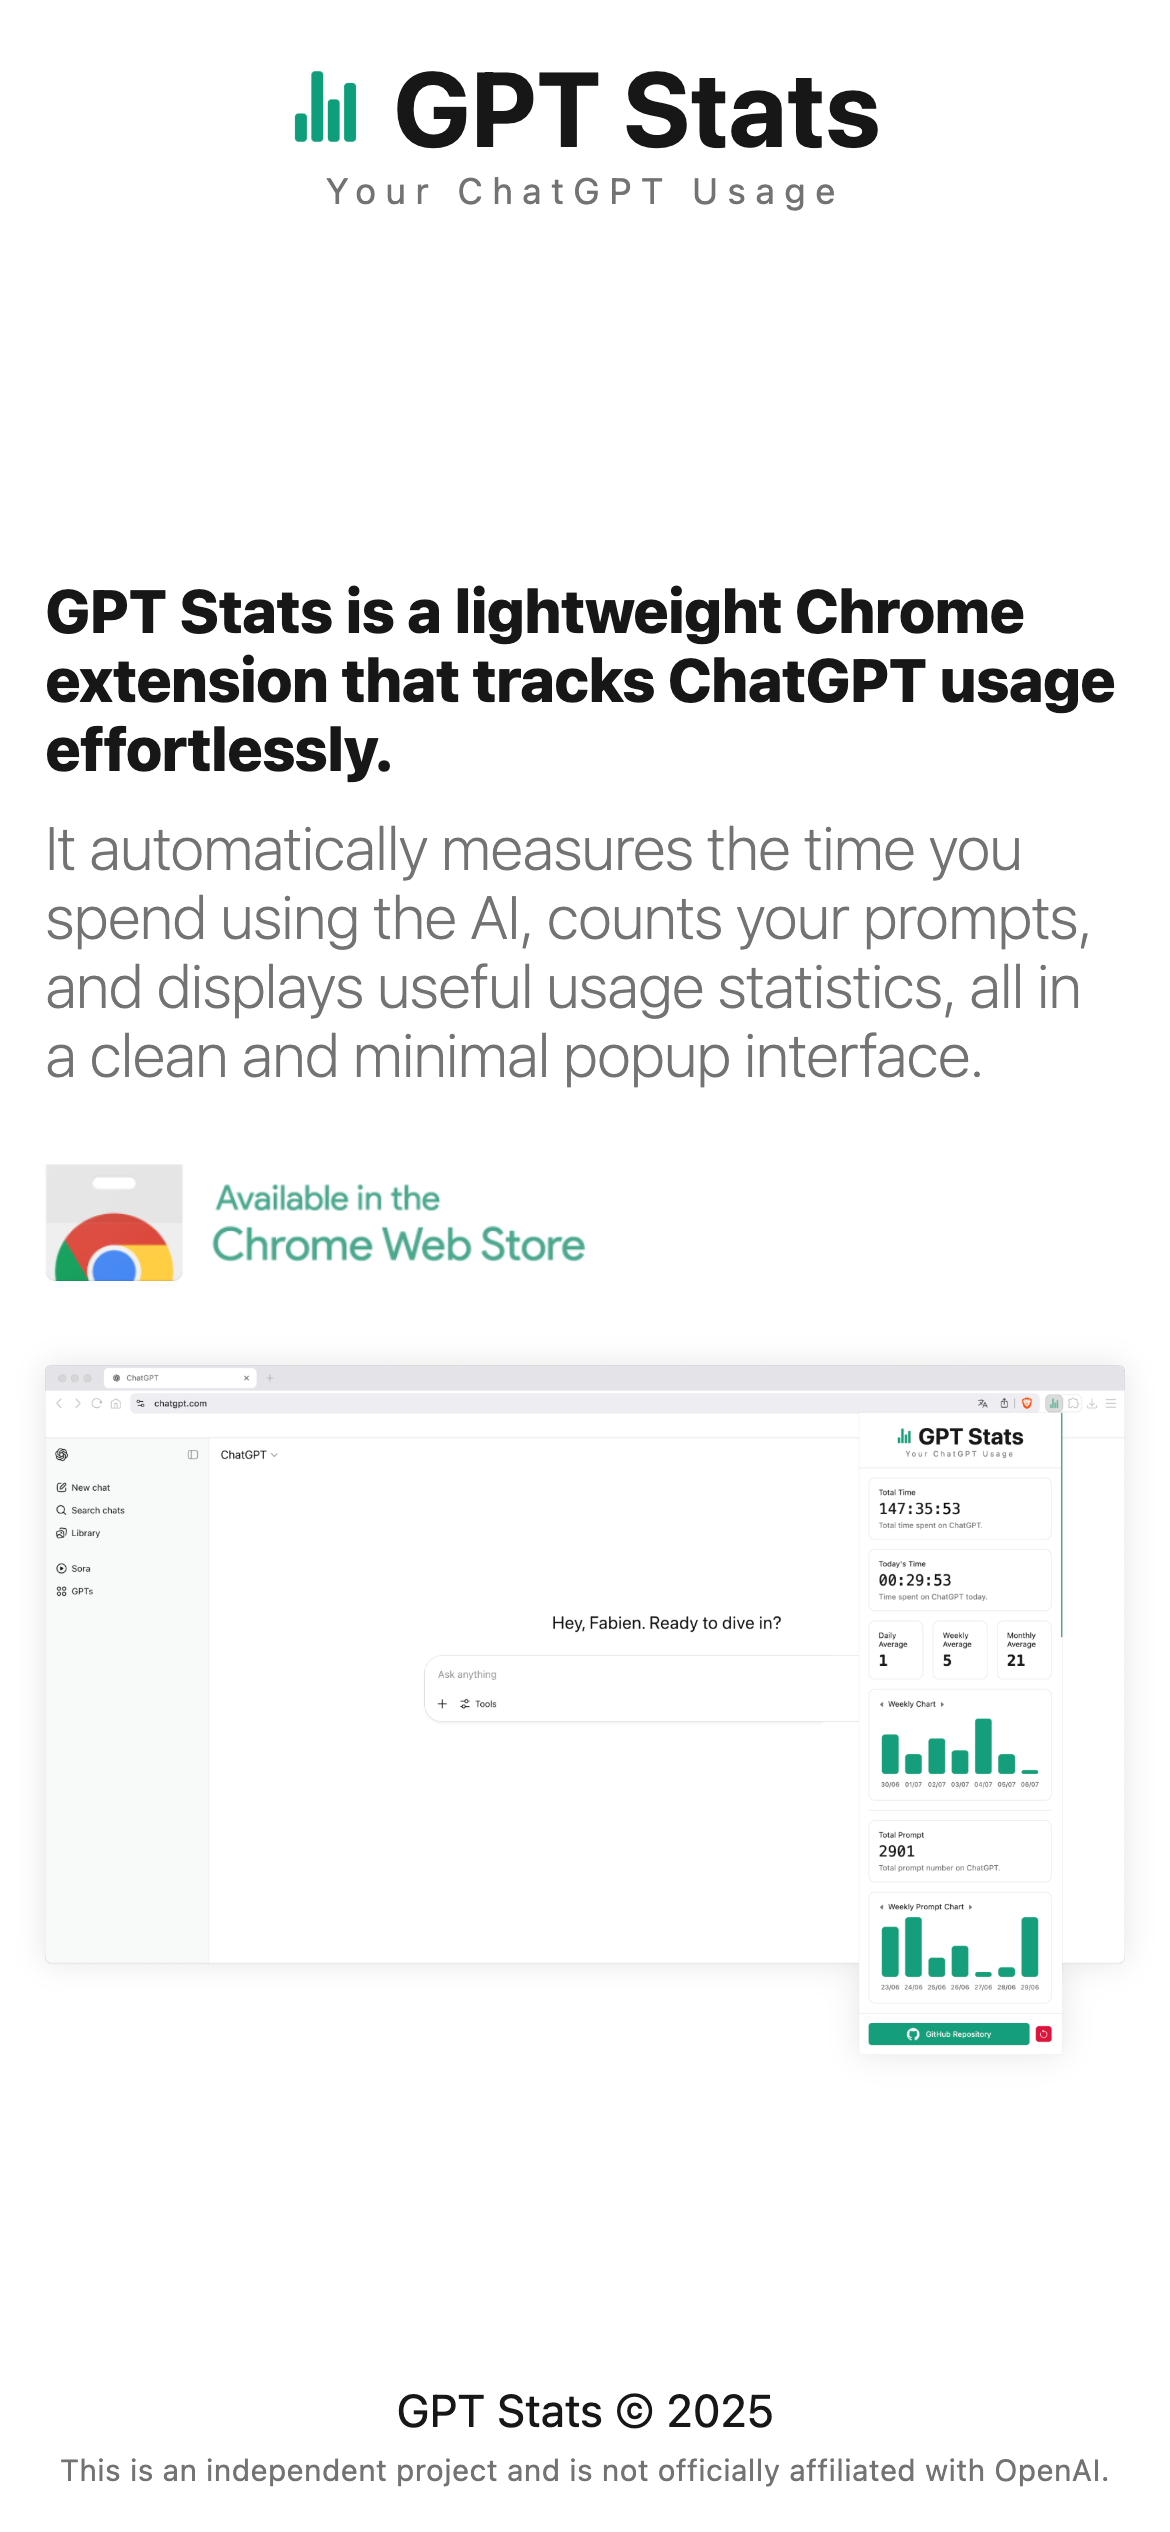 GPT Stats
Your ChatGPT Usage
GPT Stats is a lightweight Chrome
extension that tracks ChatGPT usage
effortlessly.
It automatically measures the time you
spend using the AI, counts your prompts,
and displays useful usage statistics, all in
a clean and minimal popup interface.
Available in the
Chrome Web Store
ChatGPT
chatgpt.com
ChatGPT
New chat
Search chats
Library
Sora
GPTs
Hey, Fabien. Ready to dive in?
Ask anything
Tools
GPT Stats
Your ChatGPT Usage
Total Time
147:35:53
Total time spent on ChatGPT.
Today's Time
00:29:53
Time spent on ChatGPT today.
Daily
Average
1
Weekly
Average
5
Monthly
Average
21
Weekly Chart
30/06 01/07 02/07 03/07 04/07 05/07 06/07
Total Prompt
2901
Total prompt number on ChatGPT.
Weekly Prompt Chart
23/06 24/06 25/06 26/06 27/06 28/06 29/06
GitHub Repository
GPT Stats © 2025
This is an independent project and is not officially affiliated with OpenAI.